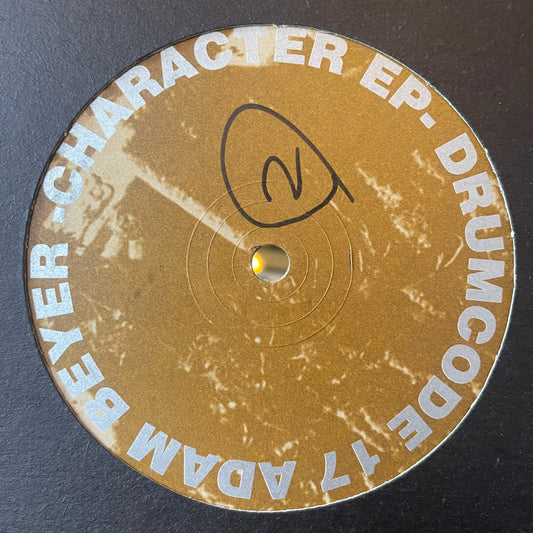 ADAM BEYER -CHARACTER EP- DRUMCODE 17
2